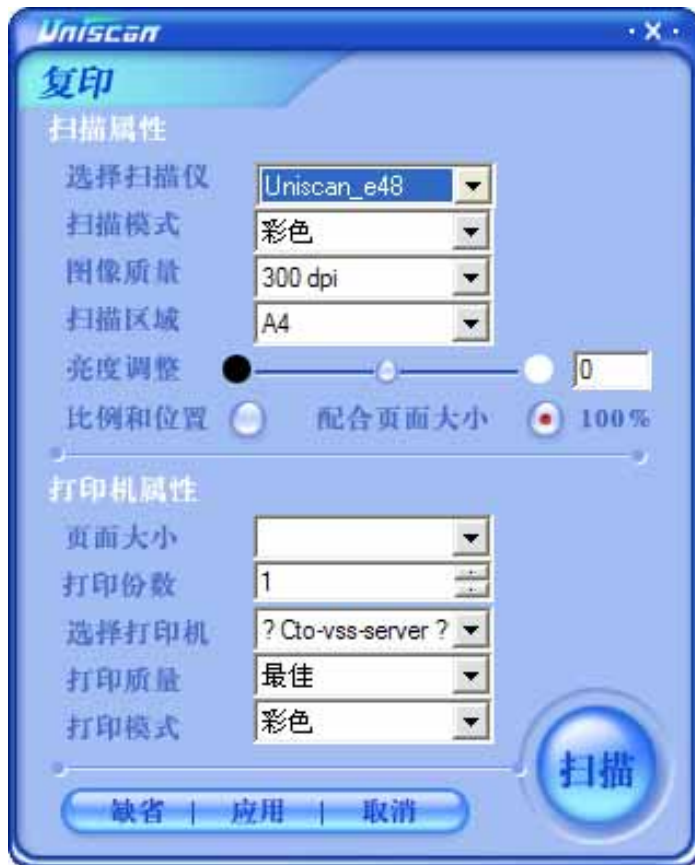 Uniscan
复印
扫描属性
选择扫描仪 Uniscan_e48
扫描模式 彩色
图像质量 300 dpi
扫描区域 A4
亮度调整 0
比例和位置 配合页面大小 100%
打印机属性
页面大小
打印份数 1
选择打印机 ? Cto-vss-server ?
打印质量 最佳
打印模式 彩色
扫描
缺省 | 应用 | 取消